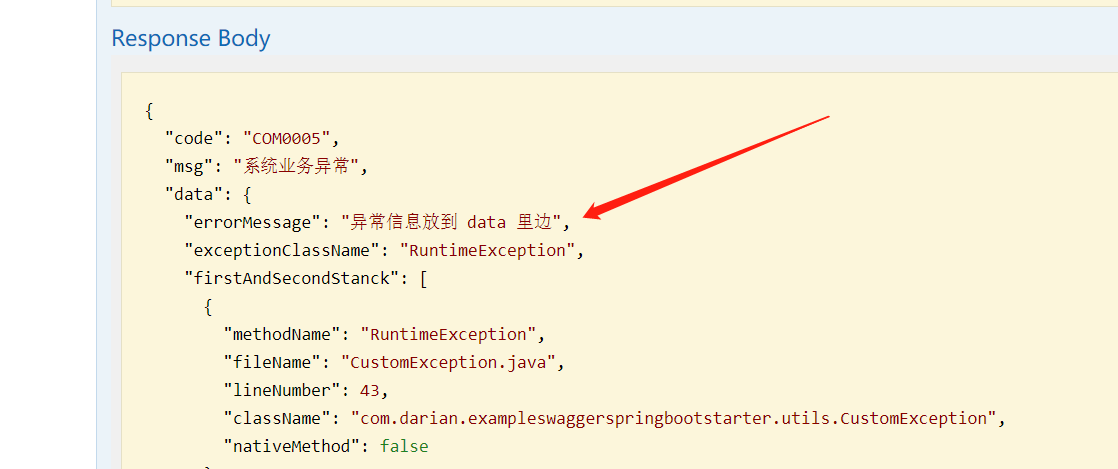 Response Body
{
"code": "COM0005",
"msg": "系统业务异常",
"data": {
"errorMessage": "异常信息放到 data 里边",
"exceptionClassName": "RuntimeException",
"firstAndSecondStanck": [
{
"methodName": "RuntimeException",
"fileName": "CustomException.java",
"lineNumber": 43,
"className": "com.darian.exampleswaggerspringbootstarter.utils.CustomException",
"nativeMethod": false